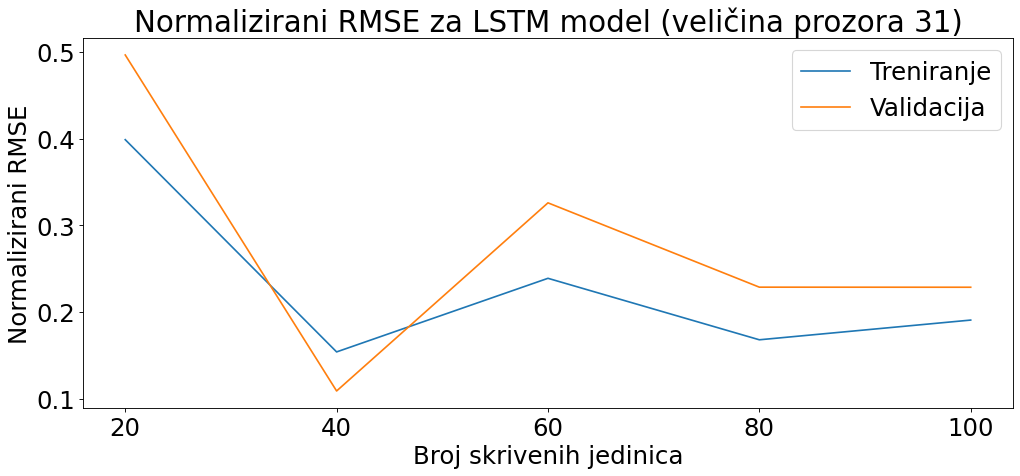 Normalizirani RMSE za LSTM model (veličina prozora 31)
Treniranje
Validacija
Normalizirani RMSE
0.5
0.4
0.3
0.2
0.1
20 40 60 80 100
Broj skrivenih jedinica